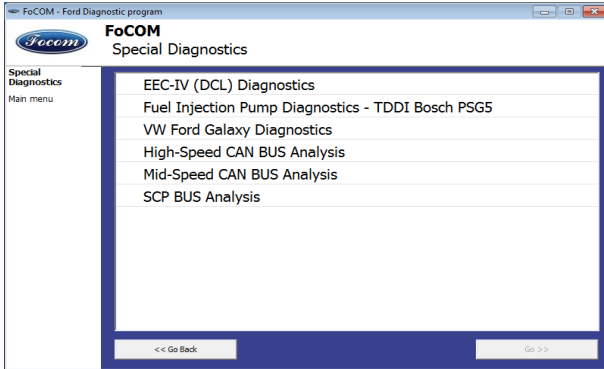 FoCOM - Ford Diagnostic program
Focom
FoCOM
Special Diagnostics
Special
Diagnostics
Main menu
EEC-IV (DCL) Diagnostics
Fuel Injection Pump Diagnostics - TDDI Bosch PSG5
VW Ford Galaxy Diagnostics
High-Speed CAN BUS Analysis
Mid-Speed CAN BUS Analysis
SCP BUS Analysis
<< Go Back
Go >>